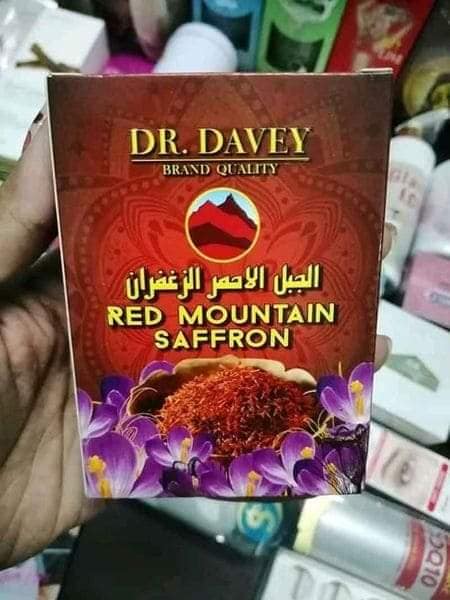 DR. DAVEY
BRAND QUALITY
الجبل الاحمر الزغفران
RED MOUNTAIN
SAFFRON